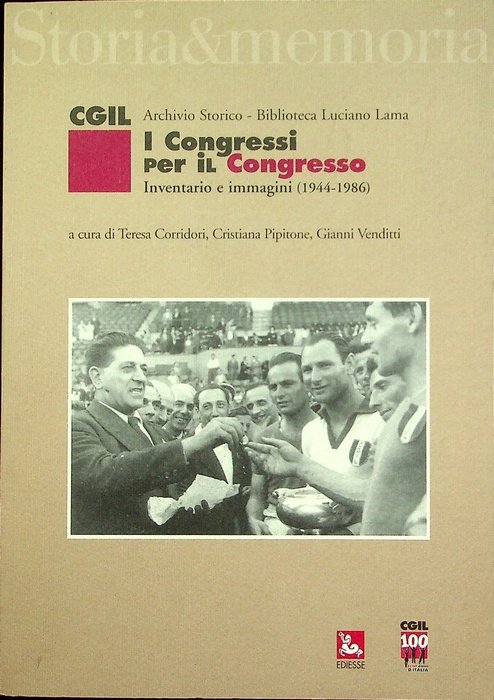 Storia&memoria
CGIL Archivio Storico - Biblioteca Luciano Lama
I Congressi
per il Congresso
Inventario e immagini (1944-1986)
a cura di Teresa Corridori, Cristiana Pipitone, Gianni Venditti
EDIESSE
CGIL
100
D'ITALIA